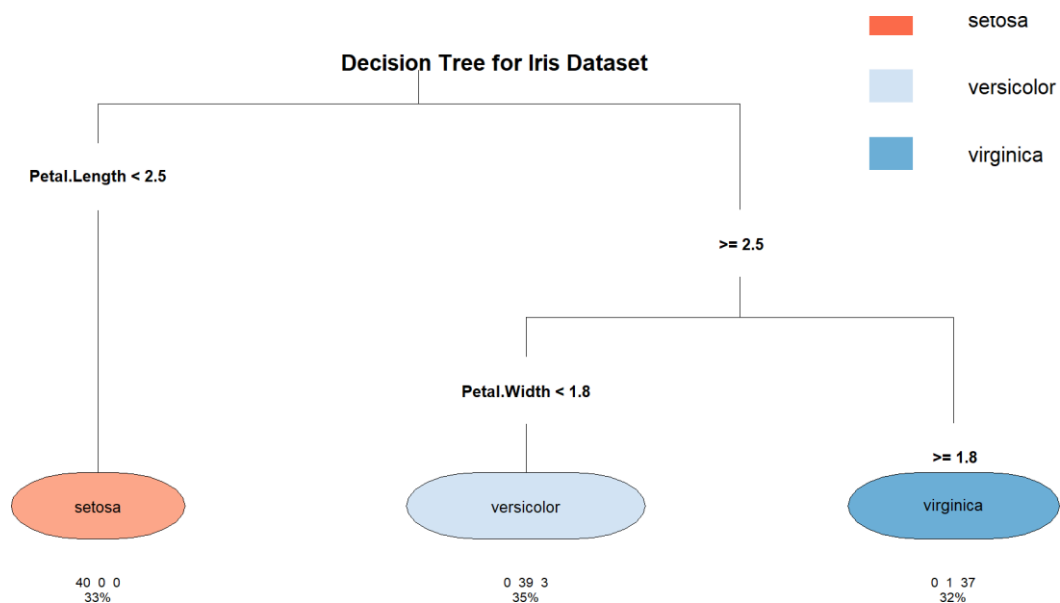 setosa
Decision Tree for Iris Dataset
versicolor
virginica
Petal.Length < 2.5
>= 2.5
Petal.Width < 1.8
>= 1.8
setosa
versicolor
virginica
40 0 0
33%
0 39 3
35%
0 1 37
32%